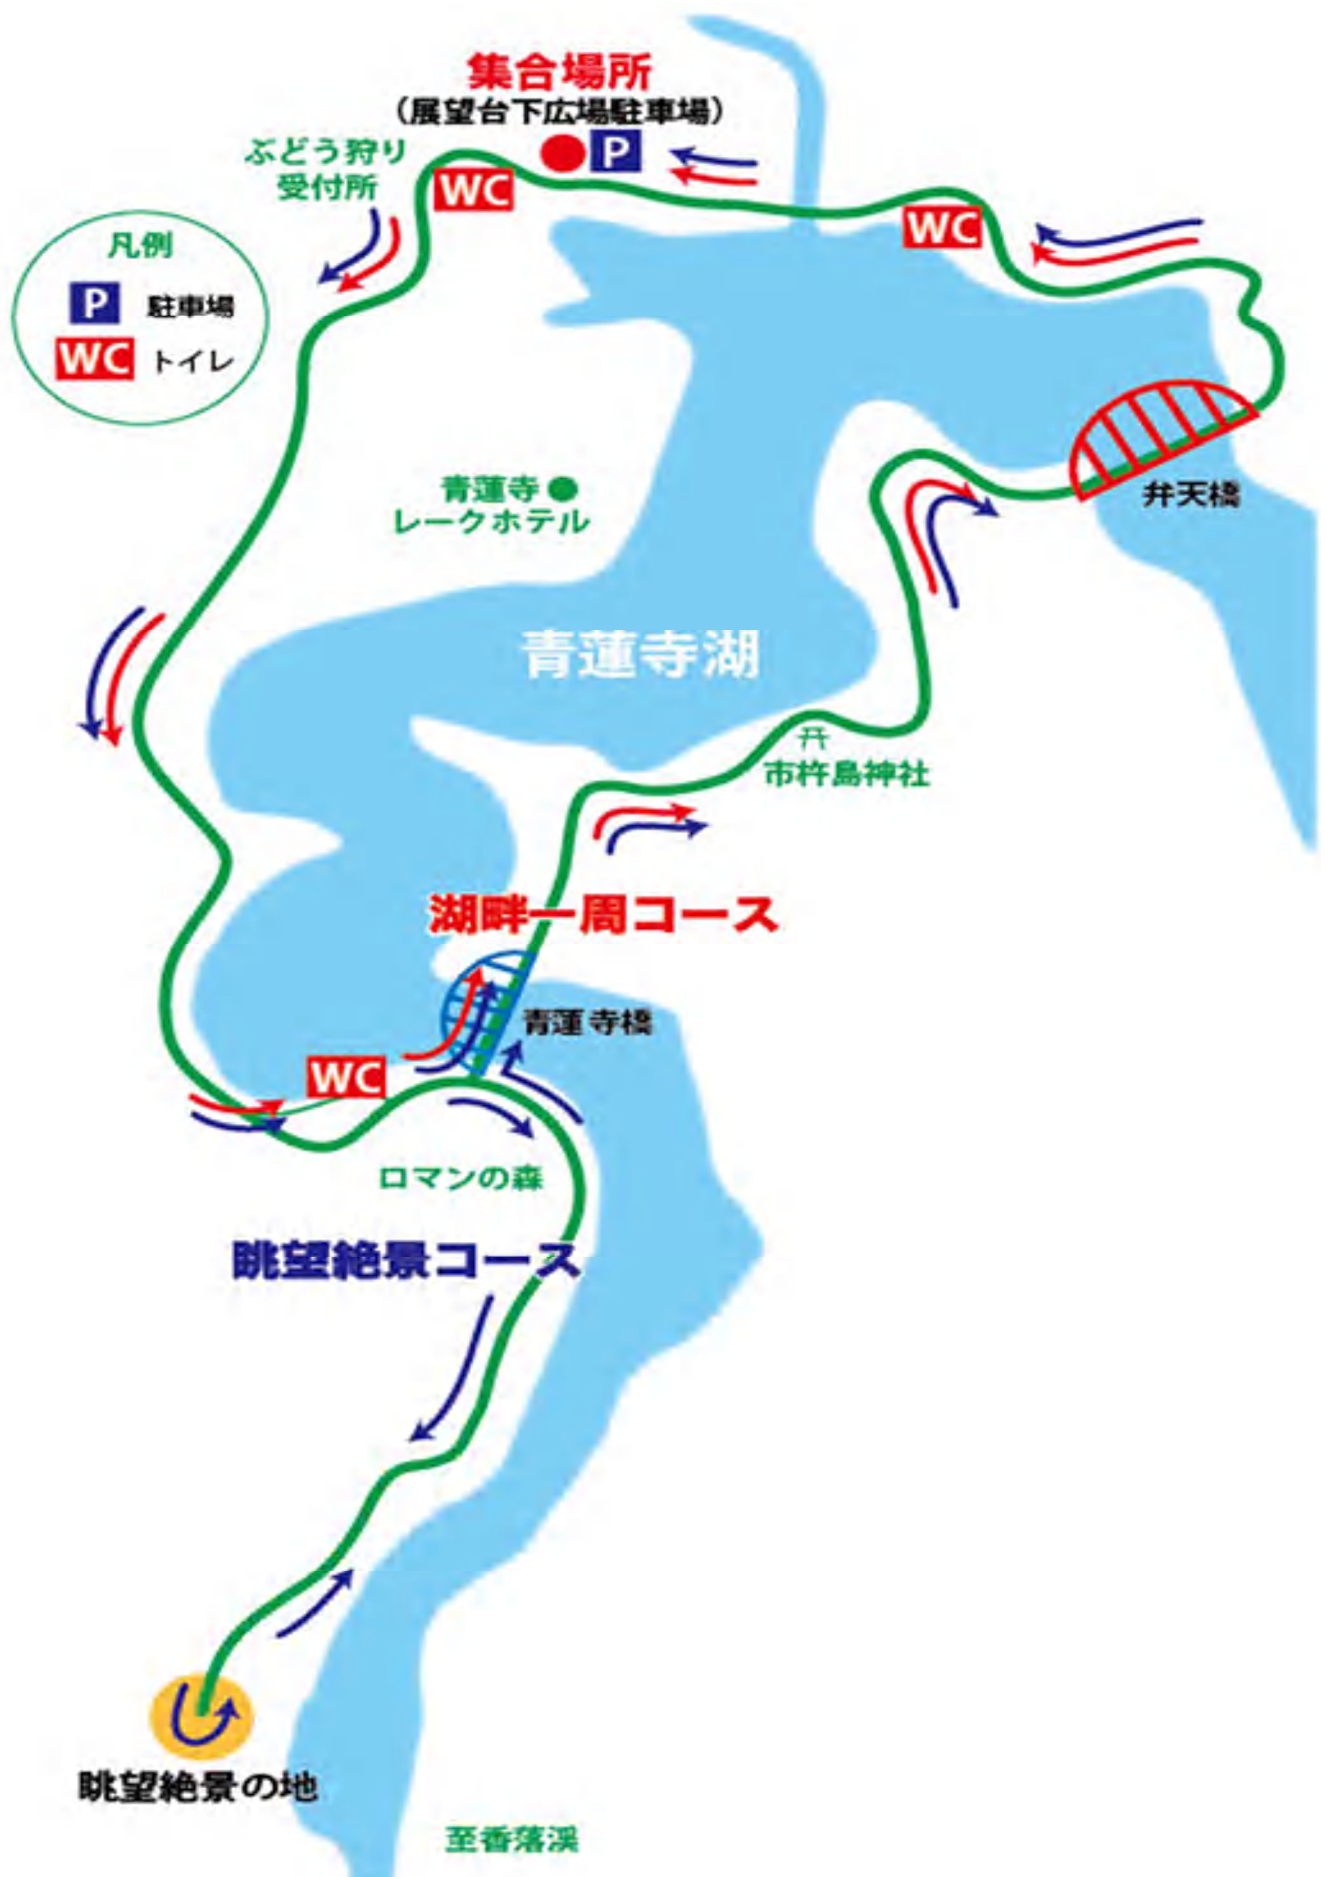 集合場所
（展望台下広場駐車場）
P
ぶどう狩り
受付所
WC
WC
凡例
P 駐車場
WC トイレ
弁天橋
青蓮寺
レークホテル
青蓮寺湖
市杵島神社
湖畔一周コース
青蓮寺橋
WC
ロマンの森
眺望絶景コース
眺望絶景の地
至香落渓